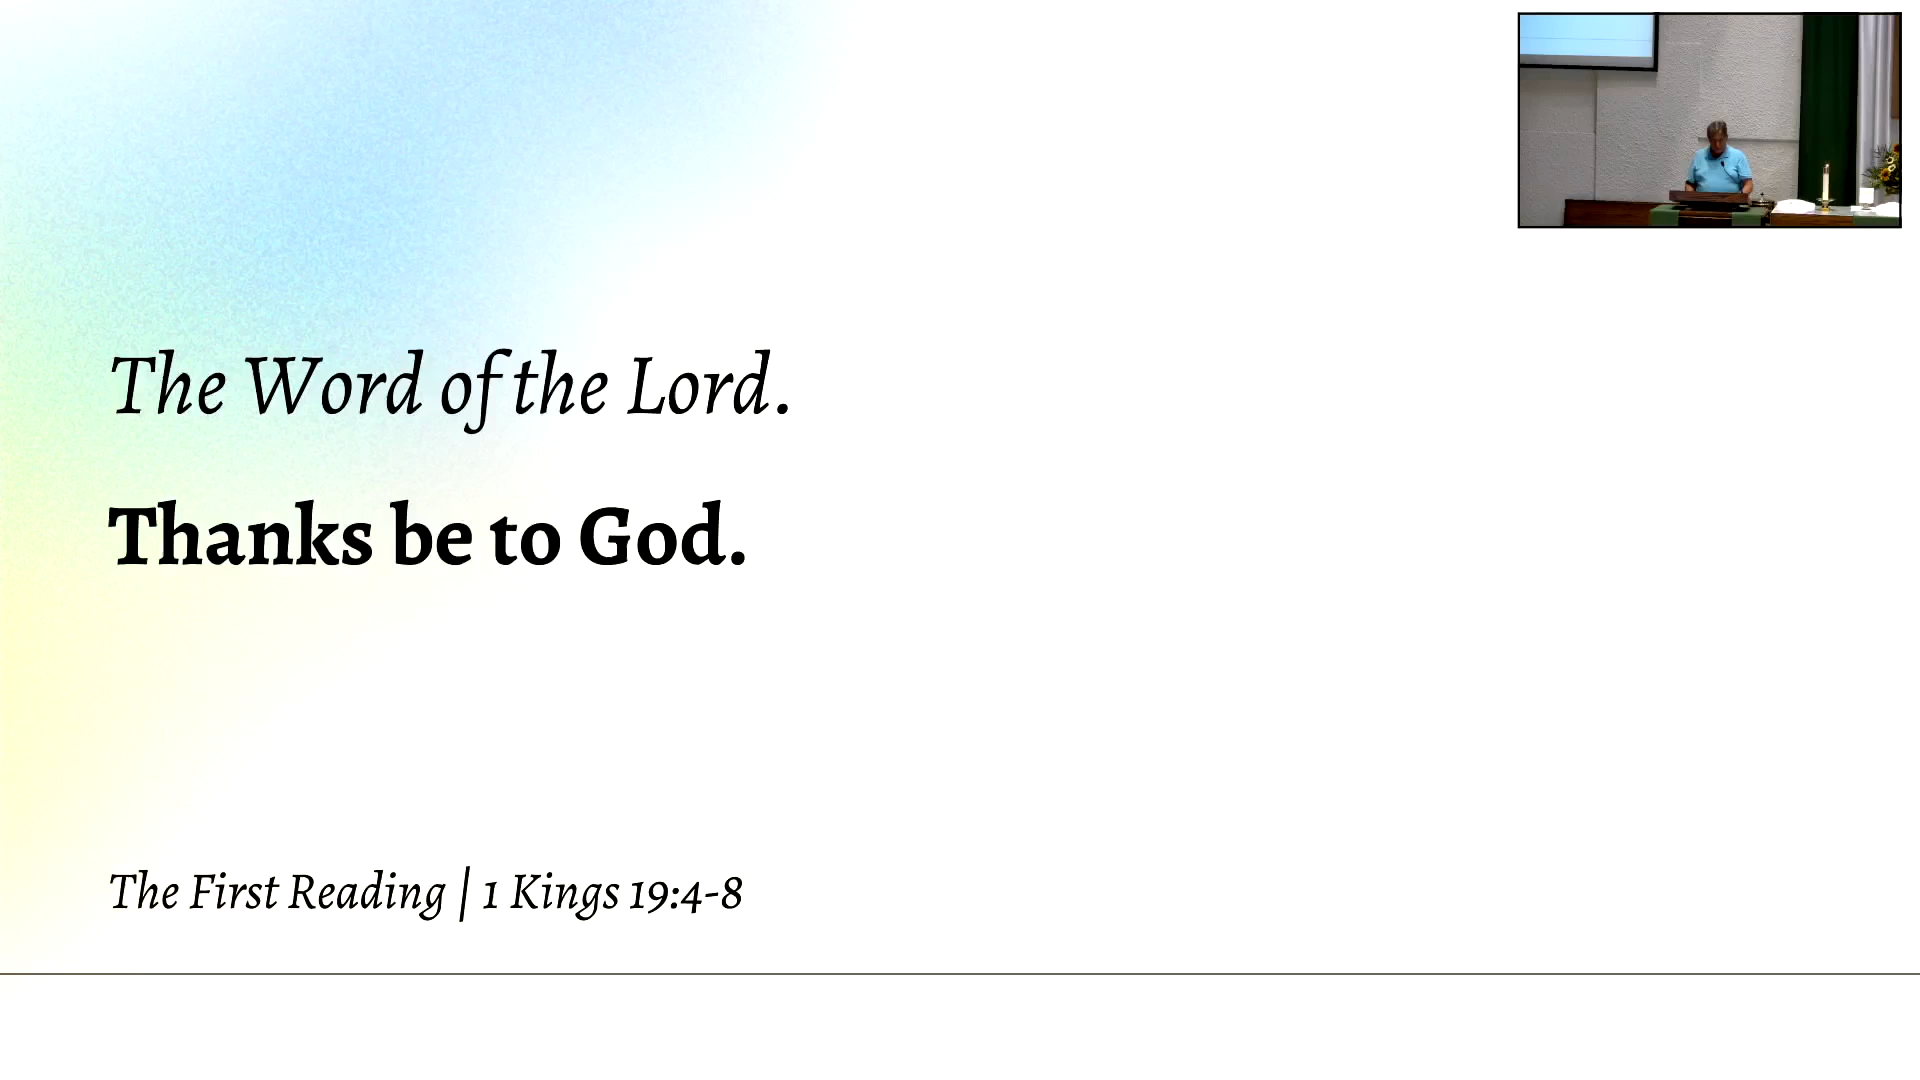 The Word of the Lord.
Thanks be to God.
The First Reading | 1 Kings 19:4-8